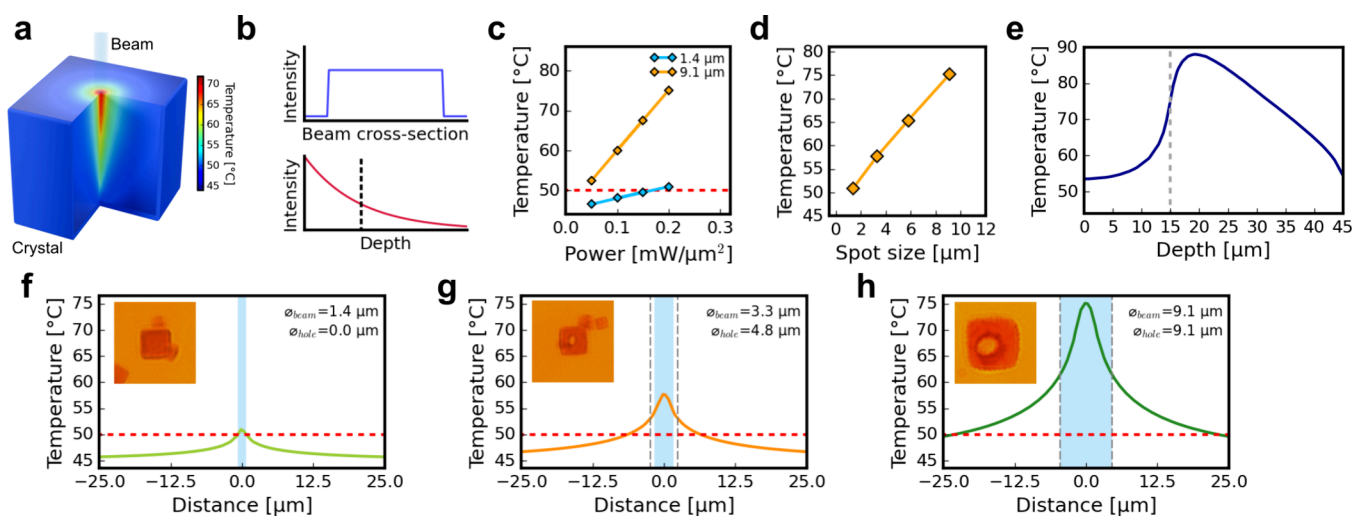 a
Beam
Crystal
Temperature [°C]
70
65
60
55
50
45
b
Intensity
Beam cross-section
Intensity
Depth
c
Temperature [°C]
80
70
60
50
0.0 0.1 0.2 0.3
Power [mW/μm²]
1.4 μm
9.1 μm
d
Temperature [°C]
80
75
70
65
60
55
50
45
0 2 4 6 8 10 12
Spot size [μm]
e
Temperature [°C]
90
80
70
60
50
0 5 10 15 20 25 30 35 40 45
Depth [μm]
f
Temperature [°C]
75
70
65
60
55
50
45
−25.0 −12.5 0.0 12.5 25.0
Distance [μm]
⌀beam=1.4 μm
⌀hole=0.0 μm
g
Temperature [°C]
75
70
65
60
55
50
45
−25.0 −12.5 0.0 12.5 25.0
Distance [μm]
⌀beam=3.3 μm
⌀hole=4.8 μm
h
Temperature [°C]
75
70
65
60
55
50
45
−25.0 −12.5 0.0 12.5 25.0
Distance [μm]
⌀beam=9.1 μm
⌀hole=9.1 μm